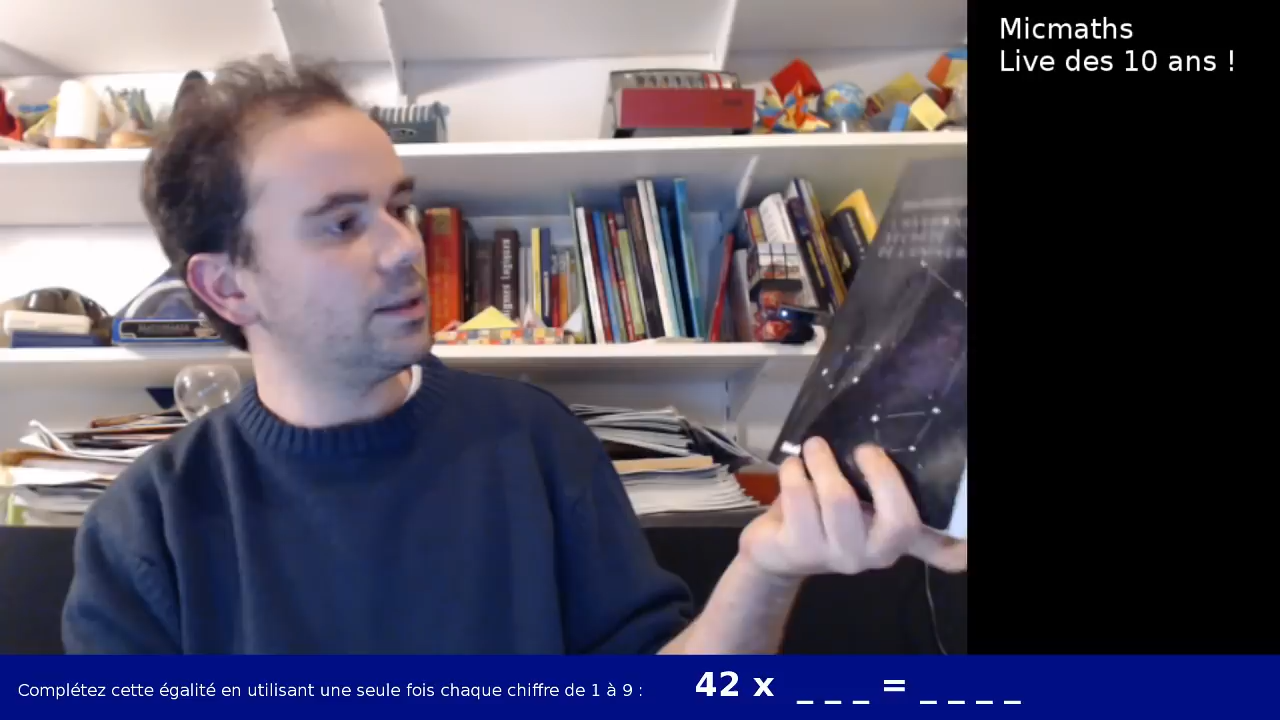 Micmaths
Live des 10 ans !
Complétez cette égalité en utilisant une seule fois chaque chiffre de 1 à 9 : 42 x _ _ _ = _ _ _ _